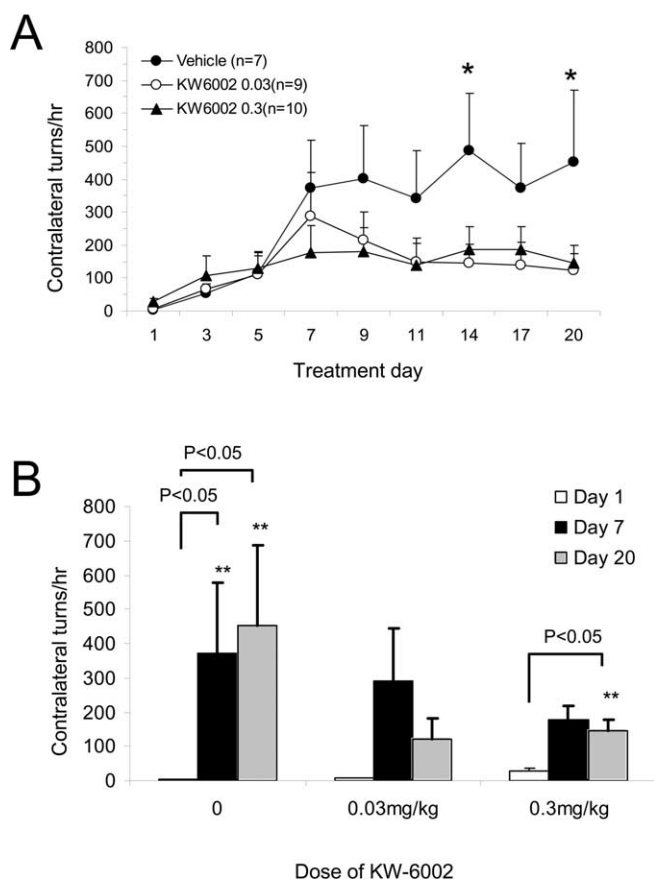 A
800
700
600
500
400
300
200
100
0
Contralateral turns/hr
Vehicle (n=7)
KW6002 0.03(n=9)
KW6002 0.3(n=10)
* *
1 3 5 7 9 11 14 17 20
Treatment day
B
800
700
600
500
400
300
200
100
0
Contralateral turns/hr
P<0.05
P<0.05
** **
P<0.05
**
Day 1
Day 7
Day 20
0 0.03mg/kg 0.3mg/kg
Dose of KW-6002